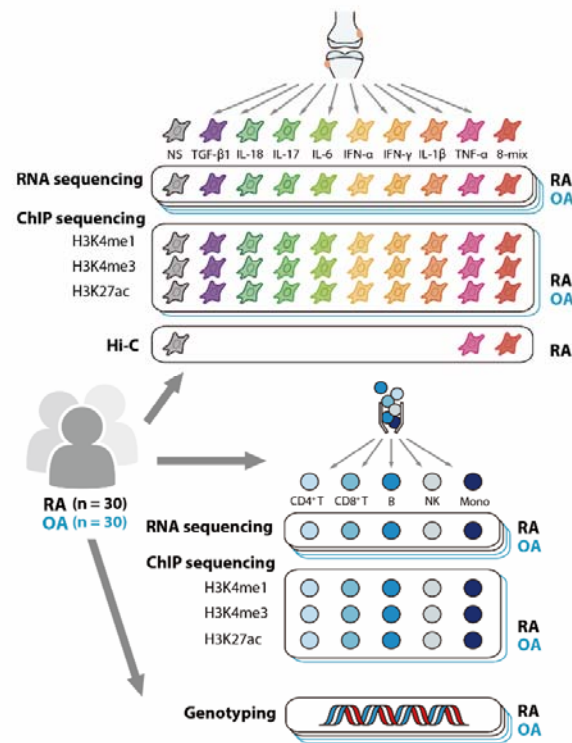 NS TGF-β1 IL-18 IL-17 IL-6 IFN-α IFN-γ IL-1β TNF-α 8-mix
RNA sequencing RA
OA
ChIP sequencing
H3K4me1
H3K4me3
H3K27ac RA
OA
Hi-C RA
RA (n = 30)
OA (n = 30)
CD4⁺T CD8⁺T B NK Mono
RNA sequencing RA
OA
ChIP sequencing
H3K4me1
H3K4me3
H3K27ac RA
OA
Genotyping RA
OA